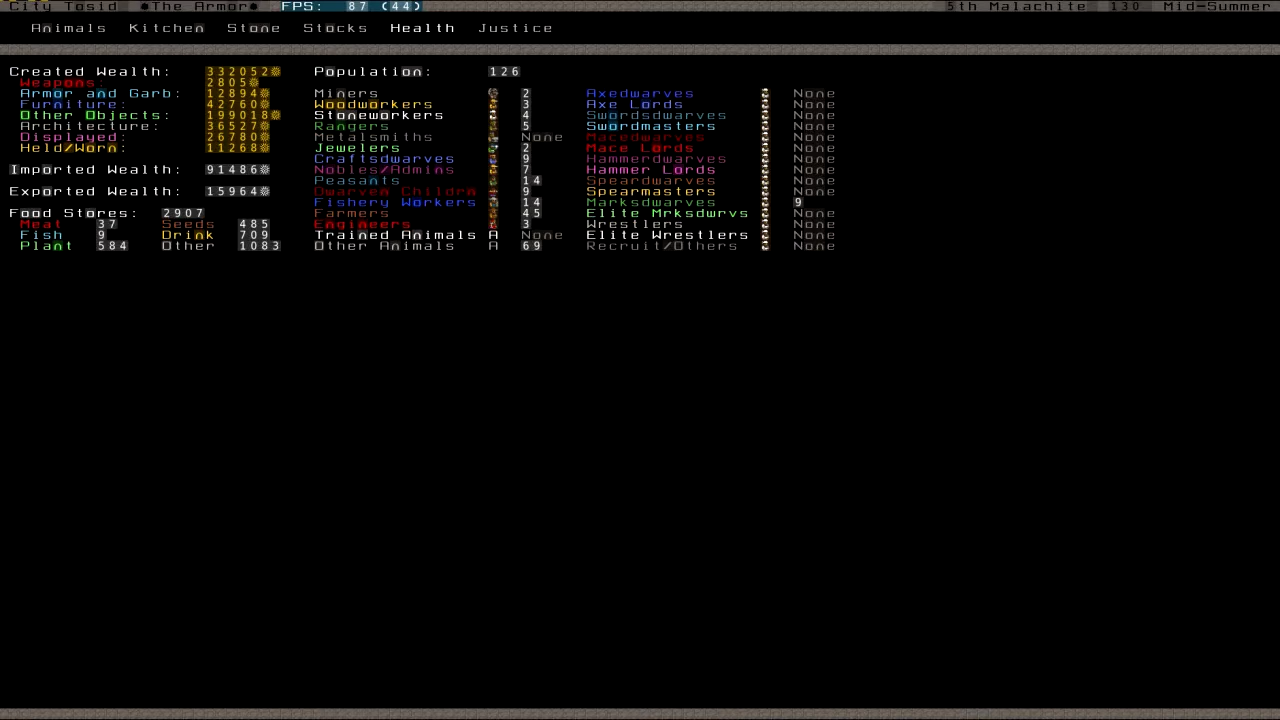 City Tosid "The Armor" FPS: 87 (44) 5th Malachite 130 Mid-Summer
Animals Kitchen Stone Stocks Health Justice
Created Wealth: 332052☼ Population: 126
Weapons: 2805☼
Armor and Garb: 12894☼ Miners 2 Axedwarves None
Furniture: 42760☼ Woodworkers 3 Axe Lords None
Other Objects: 199018☼ Stoneworkers 4 Swordsdwarves None
Architecture: 36527☼ Rangers 5 Swordmasters None
Displayed: 26780☼ Metalsmiths None Macedwarves None
Held/Worn: 11268☼ Jewelers 2 Mace Lords None
Craftsdwarves 9 Hammerdwarves None
Imported Wealth: 91486☼ Nobles/Admins 7 Hammer Lords None
Peasants 14 Speardwarves None
Exported Wealth: 15964☼ Dwarven Childrn 9 Spearmasters None
Fishery Workers 14 Marksdwarves 9
Food Stores: 2907 Farmers 45 Elite Mrksdwrvs None
Meat 37 Seeds 485 Engineers 3 Wrestlers None
Fish 9 Drink 709 Trained Animals A None Elite Wrestlers None
Plant 584 Other 1083 Other Animals A 69 Recruit/Others None